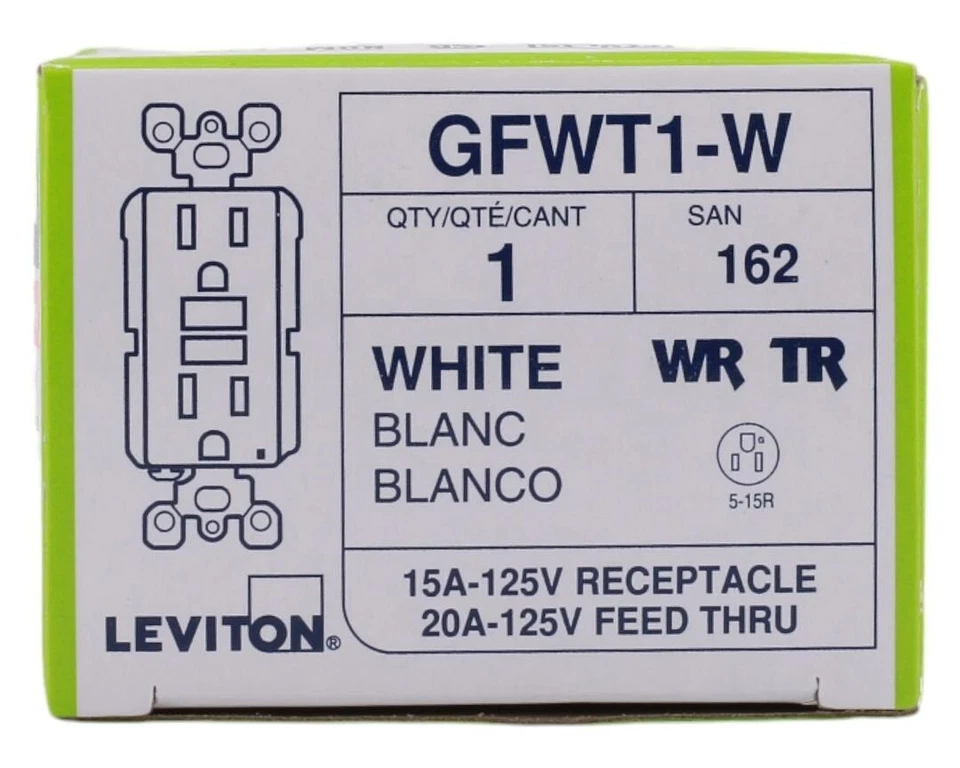 GFWT1-W
QTY/QTÉ/CANT
1
SAN
162
WHITE
BLANC
BLANCO
WR TR
5-15R
15A-125V RECEPTACLE
20A-125V FEED THRU
LEVITON®